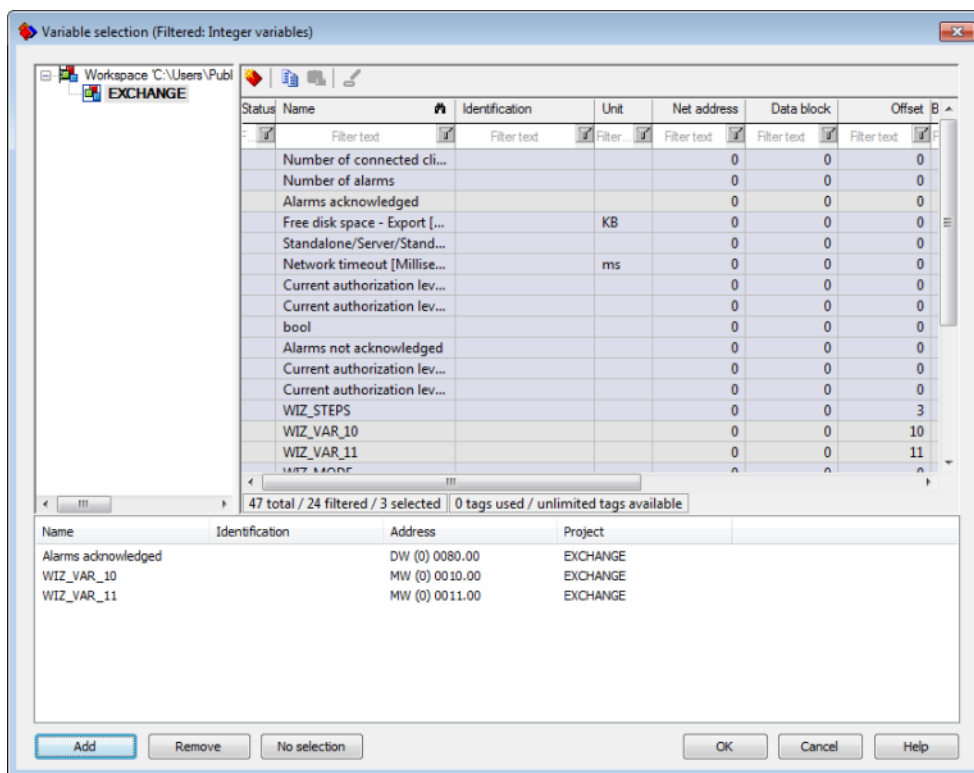 Variable selection (Filtered: Integer variables)
Workspace 'C:\Users\Publ
EXCHANGE
Status Name Identification Unit Net address Data block Offset B
F... Filter text Filter text Filter... Filter text Filter text Filter text F
Number of connected cli... 0 0 0
Number of alarms 0 0 0
Alarms acknowledged 0 0 0
Free disk space - Export [... KB 0 0 0
Standalone/Server/Stand... 0 0 0
Network timeout [Millise... ms 0 0 0
Current authorization lev... 0 0 0
Current authorization lev... 0 0 0
bool 0 0 0
Alarms not acknowledged 0 0 0
Current authorization lev... 0 0 0
Current authorization lev... 0 0 0
WIZ_STEPS 0 0 3
WIZ_VAR_10 0 0 10
WIZ_VAR_11 0 0 11
WIZ_MODE 0 0 0
47 total / 24 filtered / 3 selected 0 tags used / unlimited tags available
Name Identification Address Project
Alarms acknowledged DW (0) 0080.00 EXCHANGE
WIZ_VAR_10 MW (0) 0010.00 EXCHANGE
WIZ_VAR_11 MW (0) 0011.00 EXCHANGE
Add Remove No selection OK Cancel Help